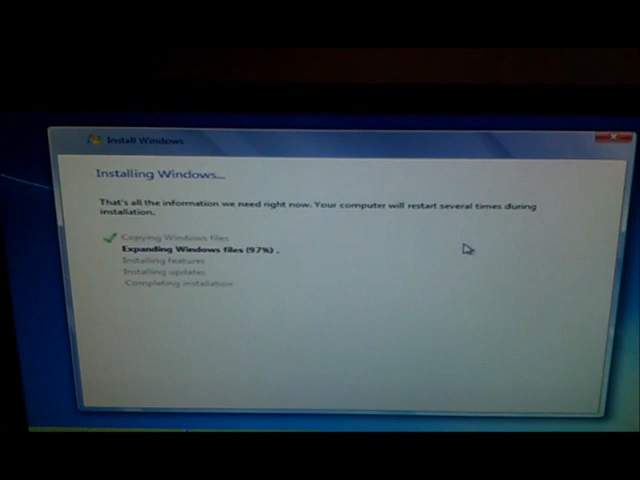 Install Windows
Installing Windows...
That's all the information we need right now. Your computer will restart several times during
installation.
Copying Windows files
Expanding Windows files (97%) .
Installing features
Installing updates
Completing installation